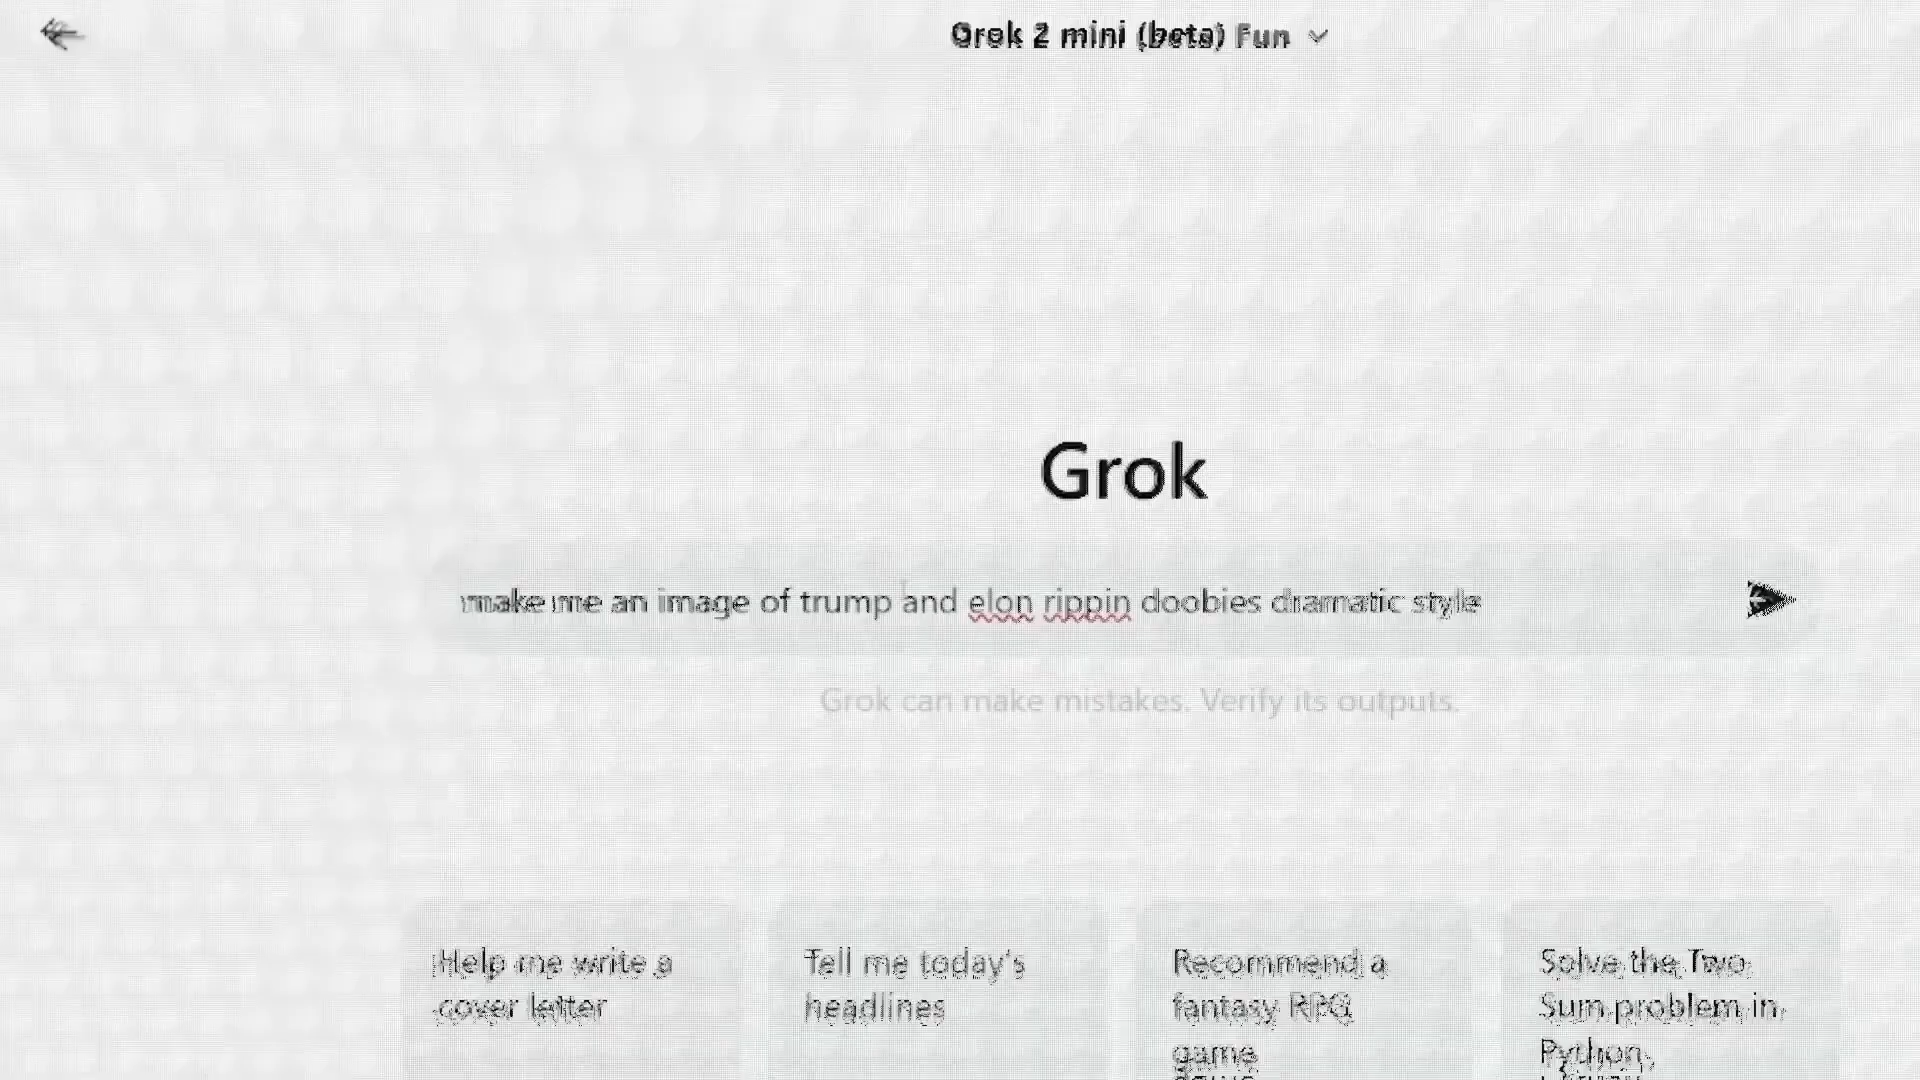 Grok 2 mini (beta) Fun
Grok
make me an image of trump and elon rippin doobies dramatic style
Grok can make mistakes. Verify its outputs.
Help me write a
cover letter
Tell me today's
headlines
Recommend a
fantasy RPG
game
Solve the Two
Sum problem in
Python